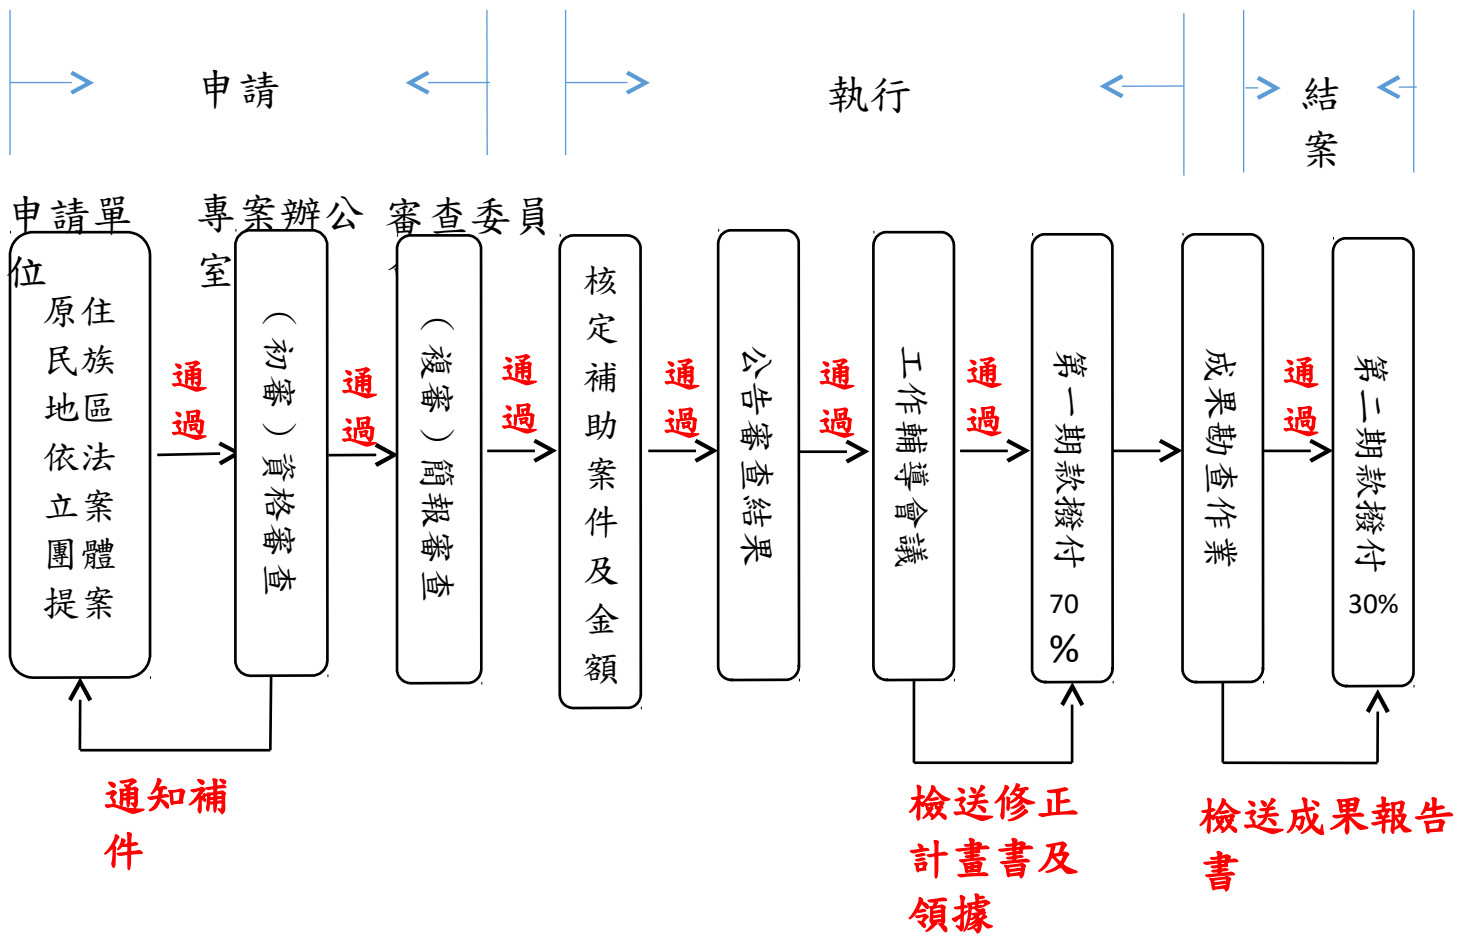 申請
執行
結
案
申請單
位
專案辦公
室
審查委員
原住
民族
地區
依法
立案
團體
提案
通
過
（初審）資格審查
通
過
（複審）簡報審查
通
過
核定補助案件及金額
通
過
公告審查結果
通
過
工作輔導會議
通
過
第一期款撥付
70
%
成果勘查作業
通
過
第二期款撥付
30%
通知補
件
檢送修正
計畫書及
領據
檢送成果報告
書